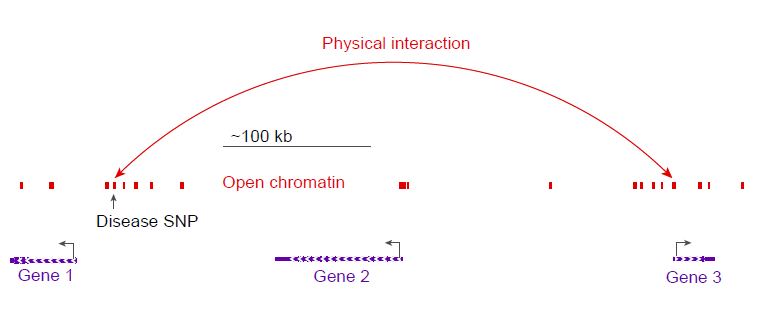 Physical interaction
~100 kb
Open chromatin
Disease SNP
Gene 1
Gene 2
Gene 3